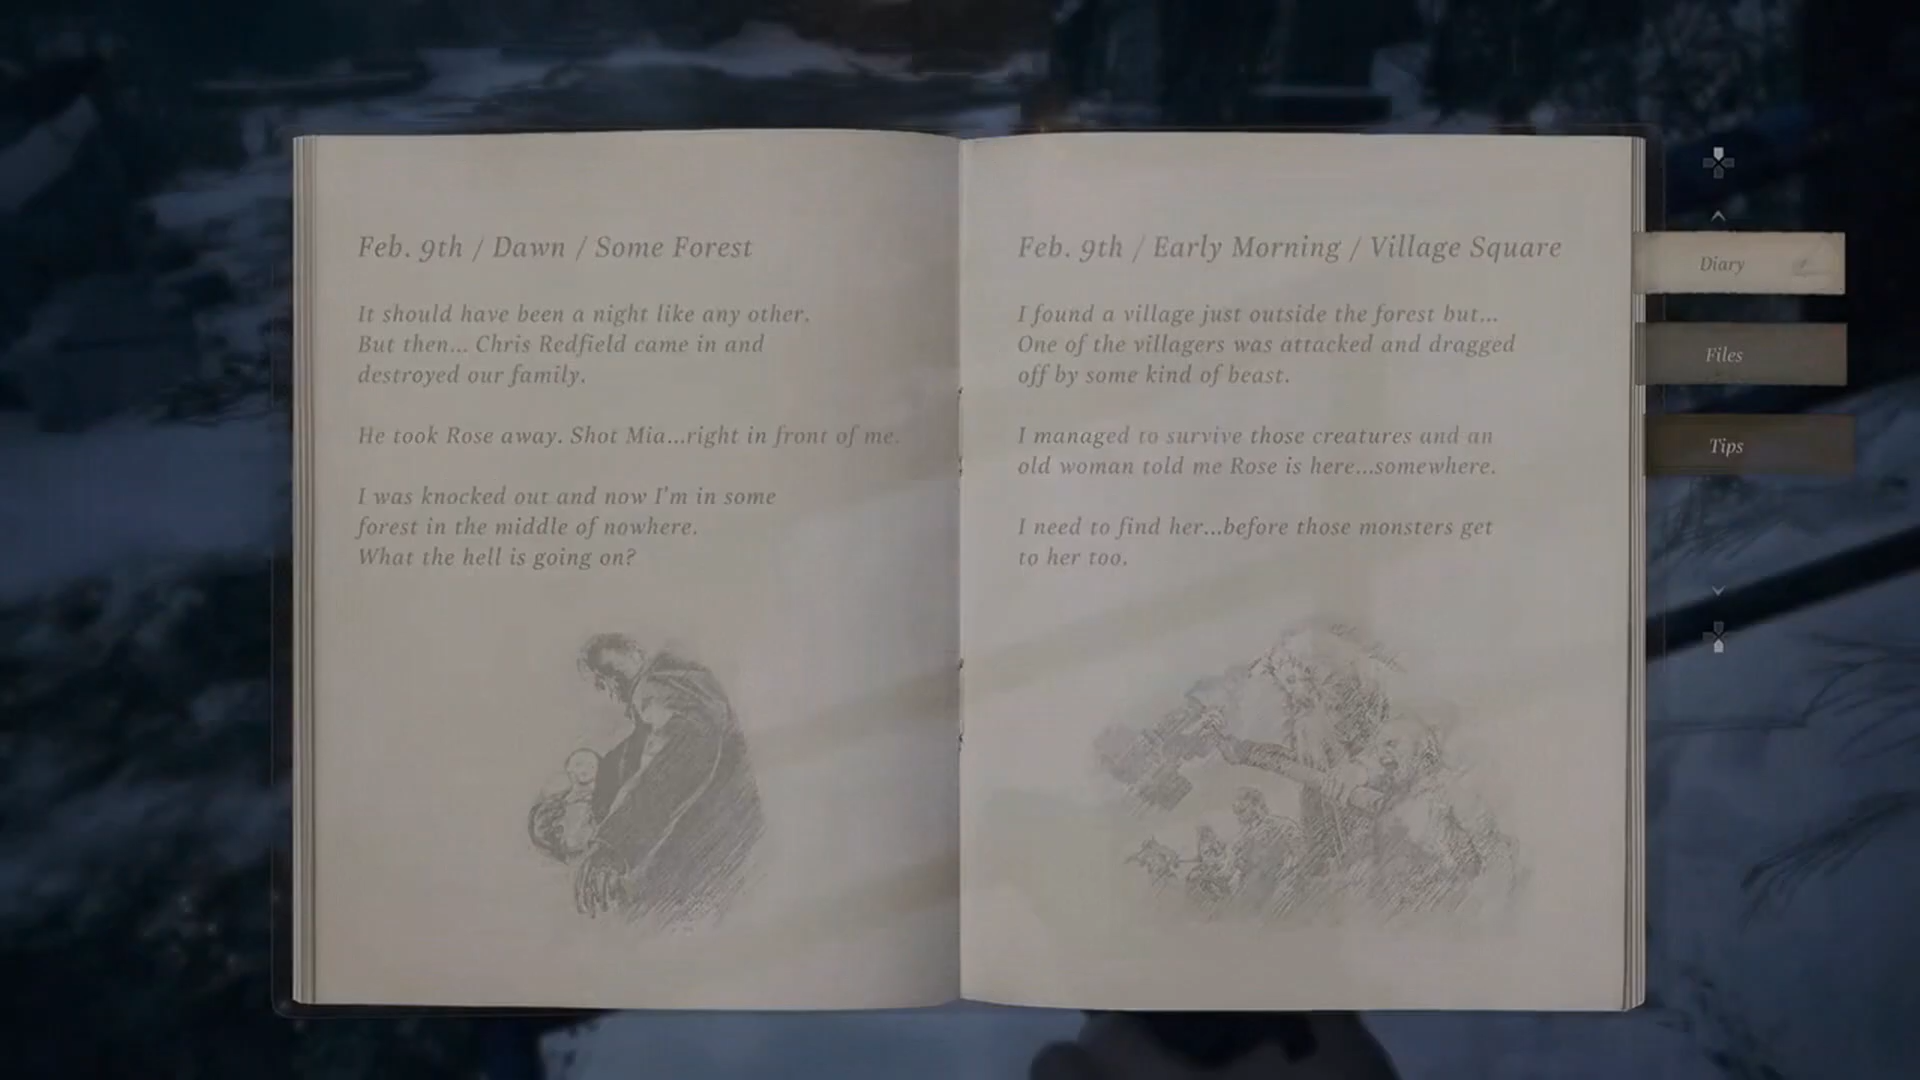 Feb. 9th / Dawn / Some Forest
It should have been a night like any other.
But then... Chris Redfield came in and
destroyed our family.
He took Rose away. Shot Mia...right in front of me.
I was knocked out and now I'm in some
forest in the middle of nowhere.
What the hell is going on?
Feb. 9th / Early Morning / Village Square
I found a village just outside the forest but...
One of the villagers was attacked and dragged
off by some kind of beast.
I managed to survive those creatures and an
old woman told me Rose is here...somewhere.
I need to find her...before those monsters get
to her too.
Diary
Files
Tips